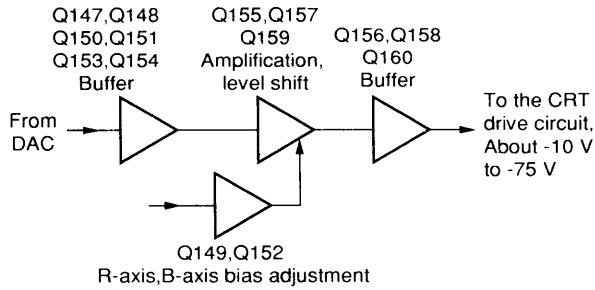 Q147,Q148
Q150,Q151
Q153,Q154
Buffer
Q155,Q157
Q159
Amplification,
level shift
Q156,Q158
Q160
Buffer
From
DAC
To the CRT
drive circuit,
About -10 V
to -75 V
Q149,Q152
R-axis,B-axis bias adjustment